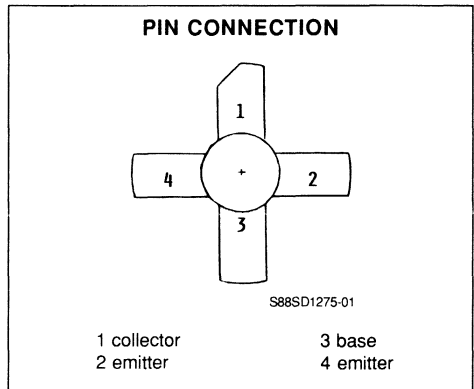 PIN CONNECTION
1
4
2
3
S88SD1275-01
1 collector
3 base
2 emitter
4 emitter